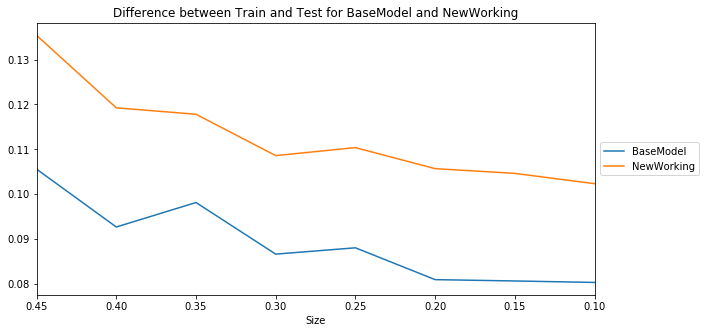 Difference between Train and Test for BaseModel and NewWorking
0.13
0.12
0.11
0.10
0.09
0.08
0.45 0.40 0.35 0.30 0.25 0.20 0.15 0.10
Size
BaseModel
NewWorking